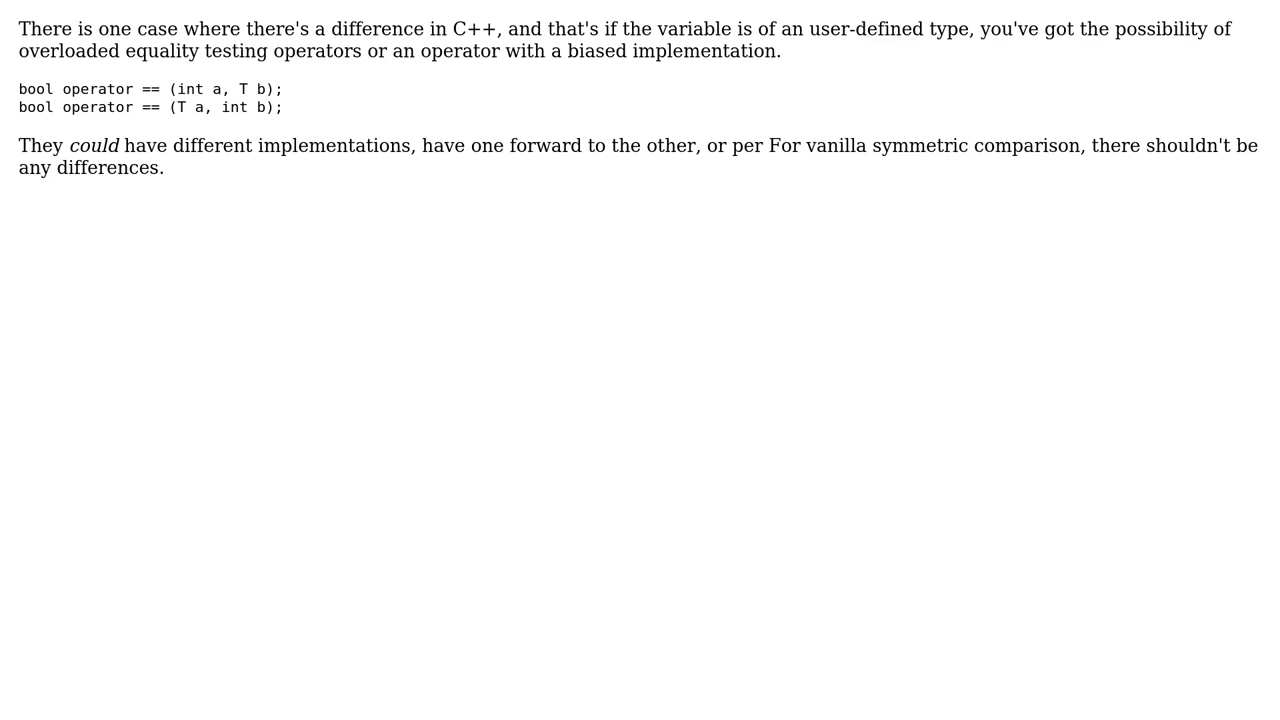 There is one case where there's a difference in C++, and that's if the variable is of an user-defined type, you've got the possibility of
overloaded equality testing operators or an operator with a biased implementation.
bool operator == (int a, T b);
bool operator == (T a, int b);
They could have different implementations, have one forward to the other, or per For vanilla symmetric comparison, there shouldn't be
any differences.